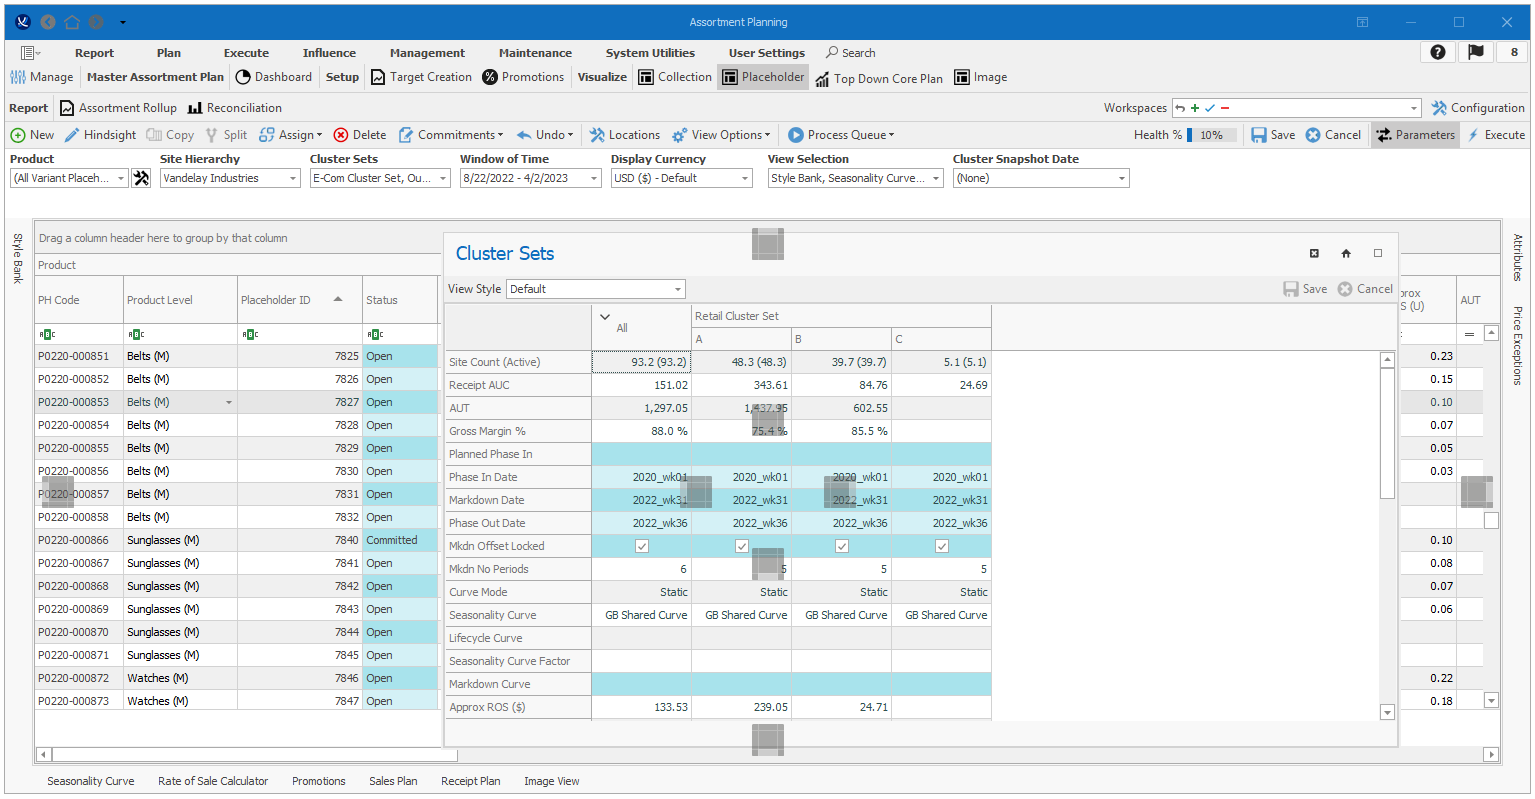 Assortment Planning
Report Plan Execute Influence Management Maintenance System Utilities User Settings Search
? 8
Manage Master Assortment Plan Dashboard Setup Target Creation Promotions Visualize Collection Placeholder Top Down Core Plan Image
Report Assortment Rollup Reconciliation Workspaces Configuration
New Hindsight Copy Split Assign Delete Commitments Undo Locations View Options Process Queue Health % 10% Save Cancel Parameters Execute
Product Site Hierarchy Cluster Sets Window of Time Display Currency View Selection Cluster Snapshot Date
(All Variant Placeh... Vandelay Industries E-Com Cluster Set, Ou... 8/22/2022 - 4/2/2023 USD ($) - Default Style Bank, Seasonality Curve... (None)
Style Bank
Drag a column header here to group by that column
Product
PH Code Product Level Placeholder ID Status
P0220-000851 Belts (M) 7825 Open
P0220-000852 Belts (M) 7826 Open
P0220-000853 Belts (M) 7827 Open
P0220-000854 Belts (M) 7828 Open
P0220-000855 Belts (M) 7829 Open
P0220-000856 Belts (M) 7830 Open
P0220-000857 Belts (M) 7831 Open
P0220-000858 Belts (M) 7832 Open
P0220-000866 Sunglasses (M) 7840 Committed
P0220-000867 Sunglasses (M) 7841 Open
P0220-000868 Sunglasses (M) 7842 Open
P0220-000869 Sunglasses (M) 7843 Open
P0220-000870 Sunglasses (M) 7844 Open
P0220-000871 Sunglasses (M) 7845 Open
P0220-000872 Watches (M) 7846 Open
P0220-000873 Watches (M) 7847 Open
Cluster Sets
View Style Default Save Cancel
All Retail Cluster Set
A B C
Site Count (Active) 93.2 (93.2) 48.3 (48.3) 39.7 (39.7) 5.1 (5.1)
Receipt AUC 151.02 343.61 84.76 24.69
AUT 1,297.05 1,437.95 602.55
Gross Margin % 88.0 % 75.4 % 85.5 %
Planned Phase In
Phase In Date 2020_wk01 2020_wk01 2020_wk01 2020_wk01
Markdown Date 2022_wk31 2022_wk31 2022_wk31 2022_wk31
Phase Out Date 2022_wk36 2022_wk36 2022_wk36 2022_wk36
Mkdn Offset Locked
Mkdn No Periods 6 5 5 5
Curve Mode Static Static Static Static
Seasonality Curve GB Shared Curve GB Shared Curve GB Shared Curve GB Shared Curve
Lifecycle Curve
Seasonality Curve Factor
Markdown Curve
Approx ROS ($) 133.53 239.05 24.71
prox
S (U) AUT
=
0.23
0.15
0.10
0.07
0.05
0.03
0.10
0.08
0.07
0.06
0.22
0.18
Attributes
Price Exceptions
Seasonality Curve Rate of Sale Calculator Promotions Sales Plan Receipt Plan Image View